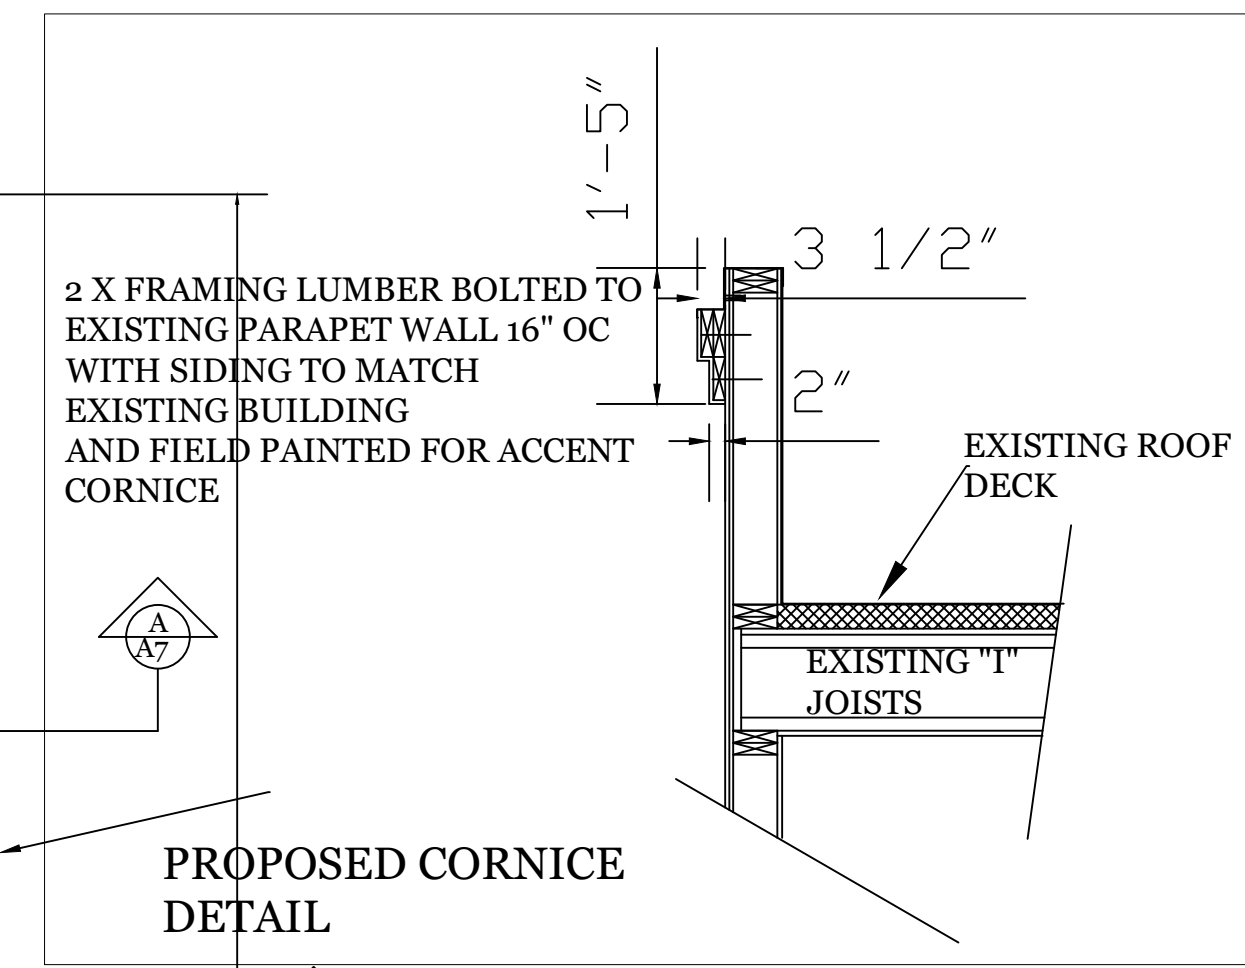 1'-5"
3 1/2"
2 X FRAMING LUMBER BOLTED TO
EXISTING PARAPET WALL 16" OC
WITH SIDING TO MATCH
EXISTING BUILDING
AND FIELD PAINTED FOR ACCENT
CORNICE
2"
EXISTING ROOF
DECK
A
A7
EXISTING "I"
JOISTS
PROPOSED CORNICE
DETAIL